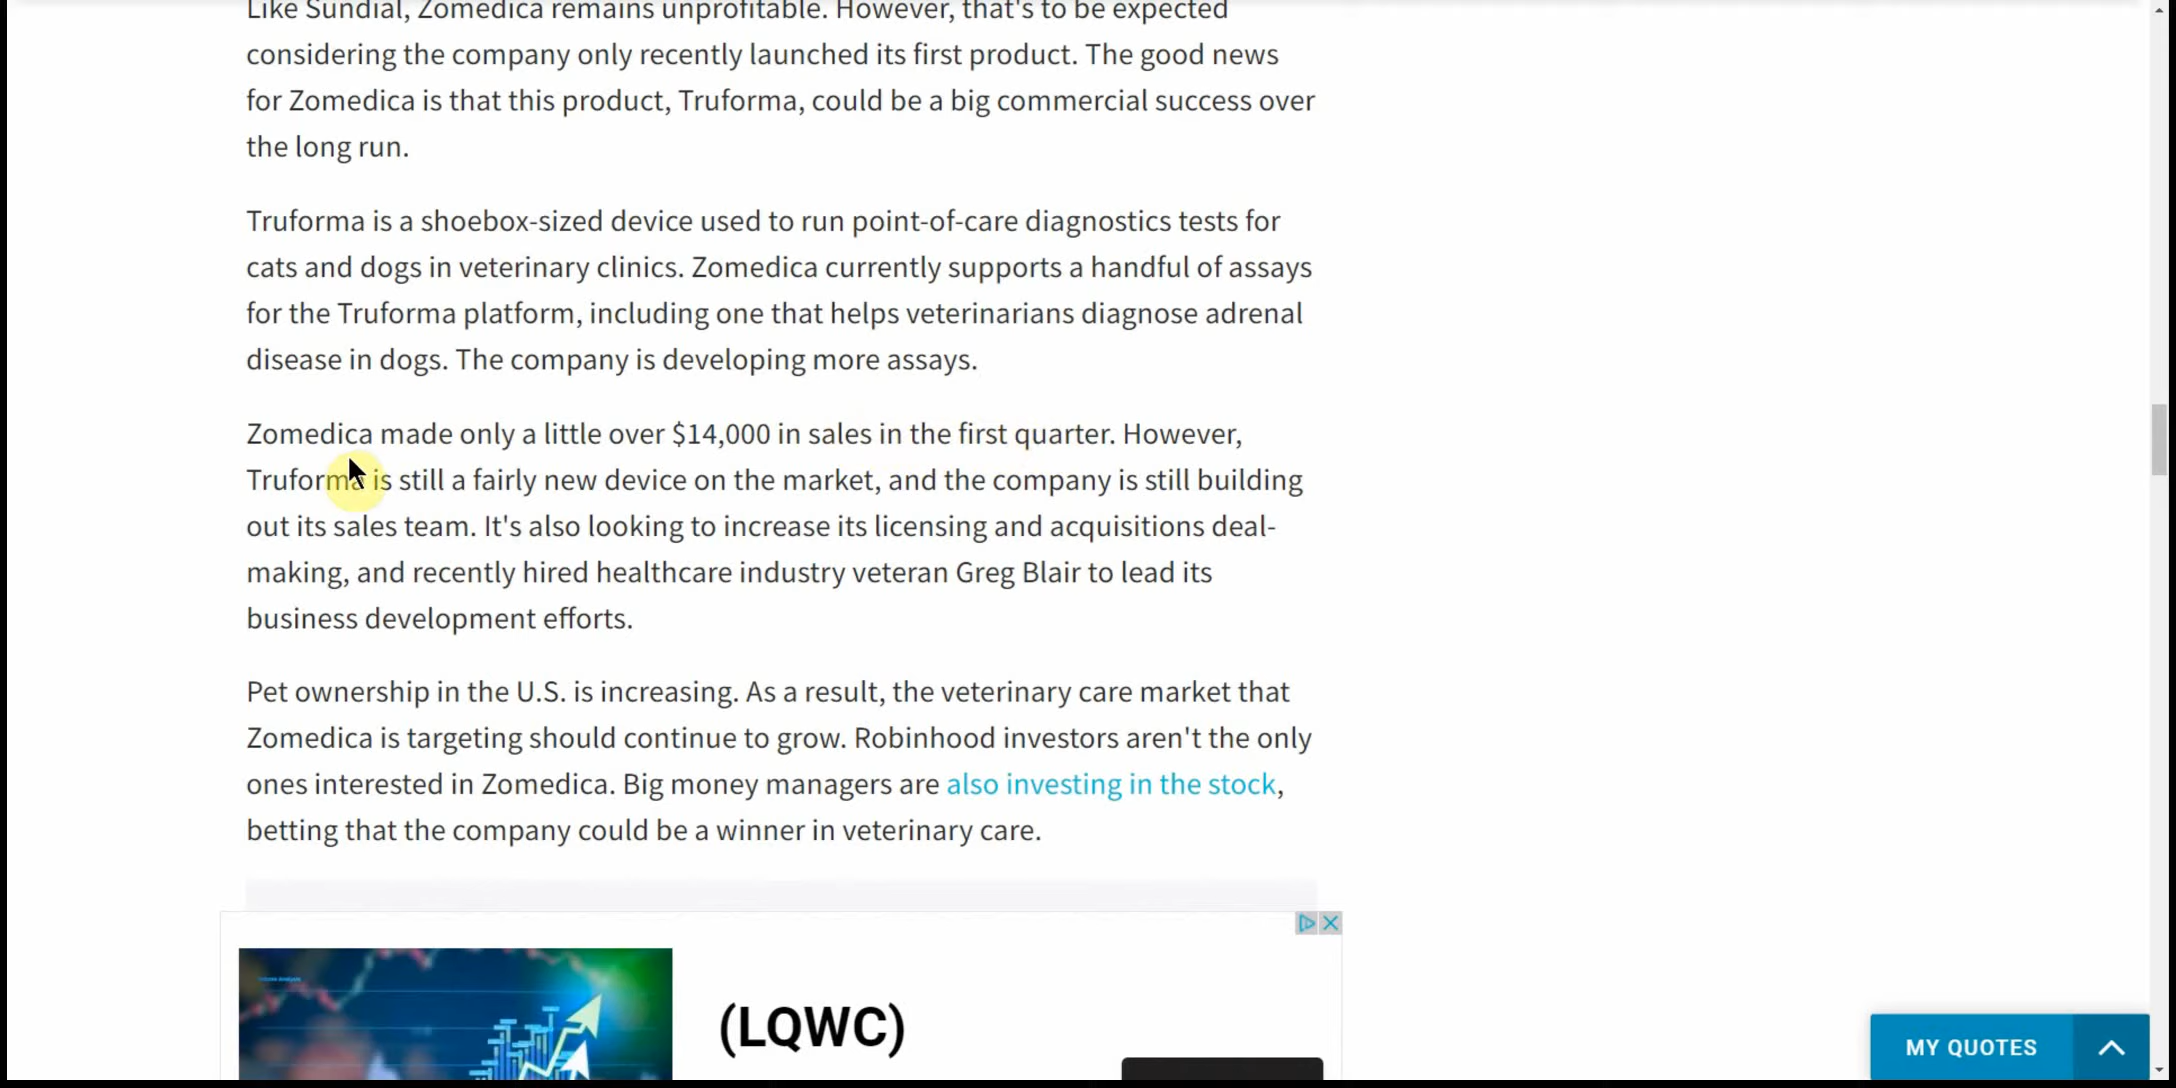 Like Sundial, Zomedica remains unprofitable. However, that's to be expected
considering the company only recently launched its first product. The good news
for Zomedica is that this product, Truforma, could be a big commercial success over
the long run.
Truforma is a shoebox-sized device used to run point-of-care diagnostics tests for
cats and dogs in veterinary clinics. Zomedica currently supports a handful of assays
for the Truforma platform, including one that helps veterinarians diagnose adrenal
disease in dogs. The company is developing more assays.
Zomedica made only a little over $14,000 in sales in the first quarter. However,
Truforma is still a fairly new device on the market, and the company is still building
out its sales team. It's also looking to increase its licensing and acquisitions deal-
making, and recently hired healthcare industry veteran Greg Blair to lead its
business development efforts.
Pet ownership in the U.S. is increasing. As a result, the veterinary care market that
Zomedica is targeting should continue to grow. Robinhood investors aren't the only
ones interested in Zomedica. Big money managers are also investing in the stock,
betting that the company could be a winner in veterinary care.
(LQWC)
MY QUOTES